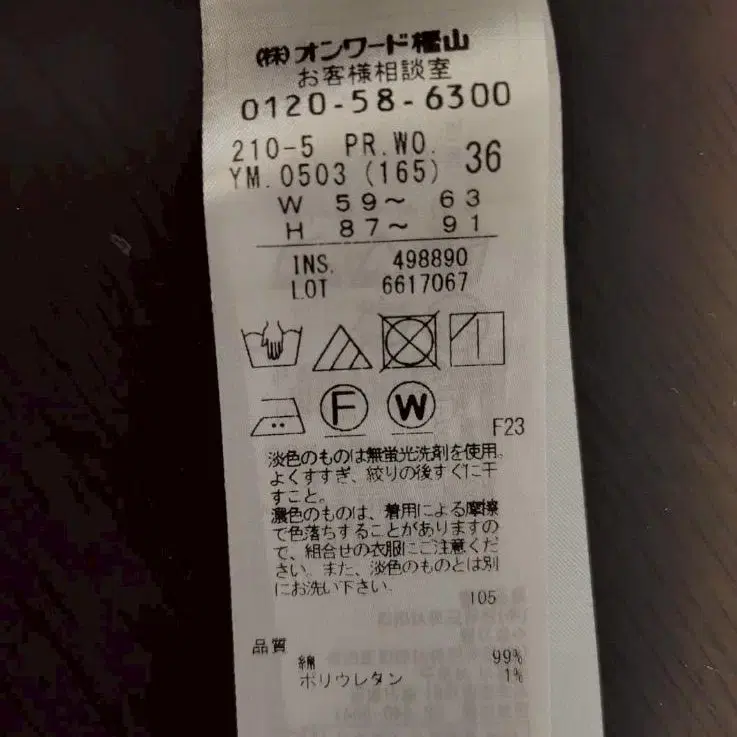 (株)オンワード樫山
お客様相談室
0120-58-6300
210-5 PR.WO. 36
YM.0503 (165)
W 59～ 63
H 87～ 91
INS. 498890
LOT 6617067
F W
F23
淡色のものは無蛍光洗剤を使用。
よくすすぎ、絞りの後すぐに干
すこと。
濃色のものは、着用による摩擦
で色落ちすることがありますの
で、組合せの衣服にご注意くだ
さい。また、淡色のものとは別
にお洗い下さい。
105
品質
綿 99%
ポリウレタン 1%